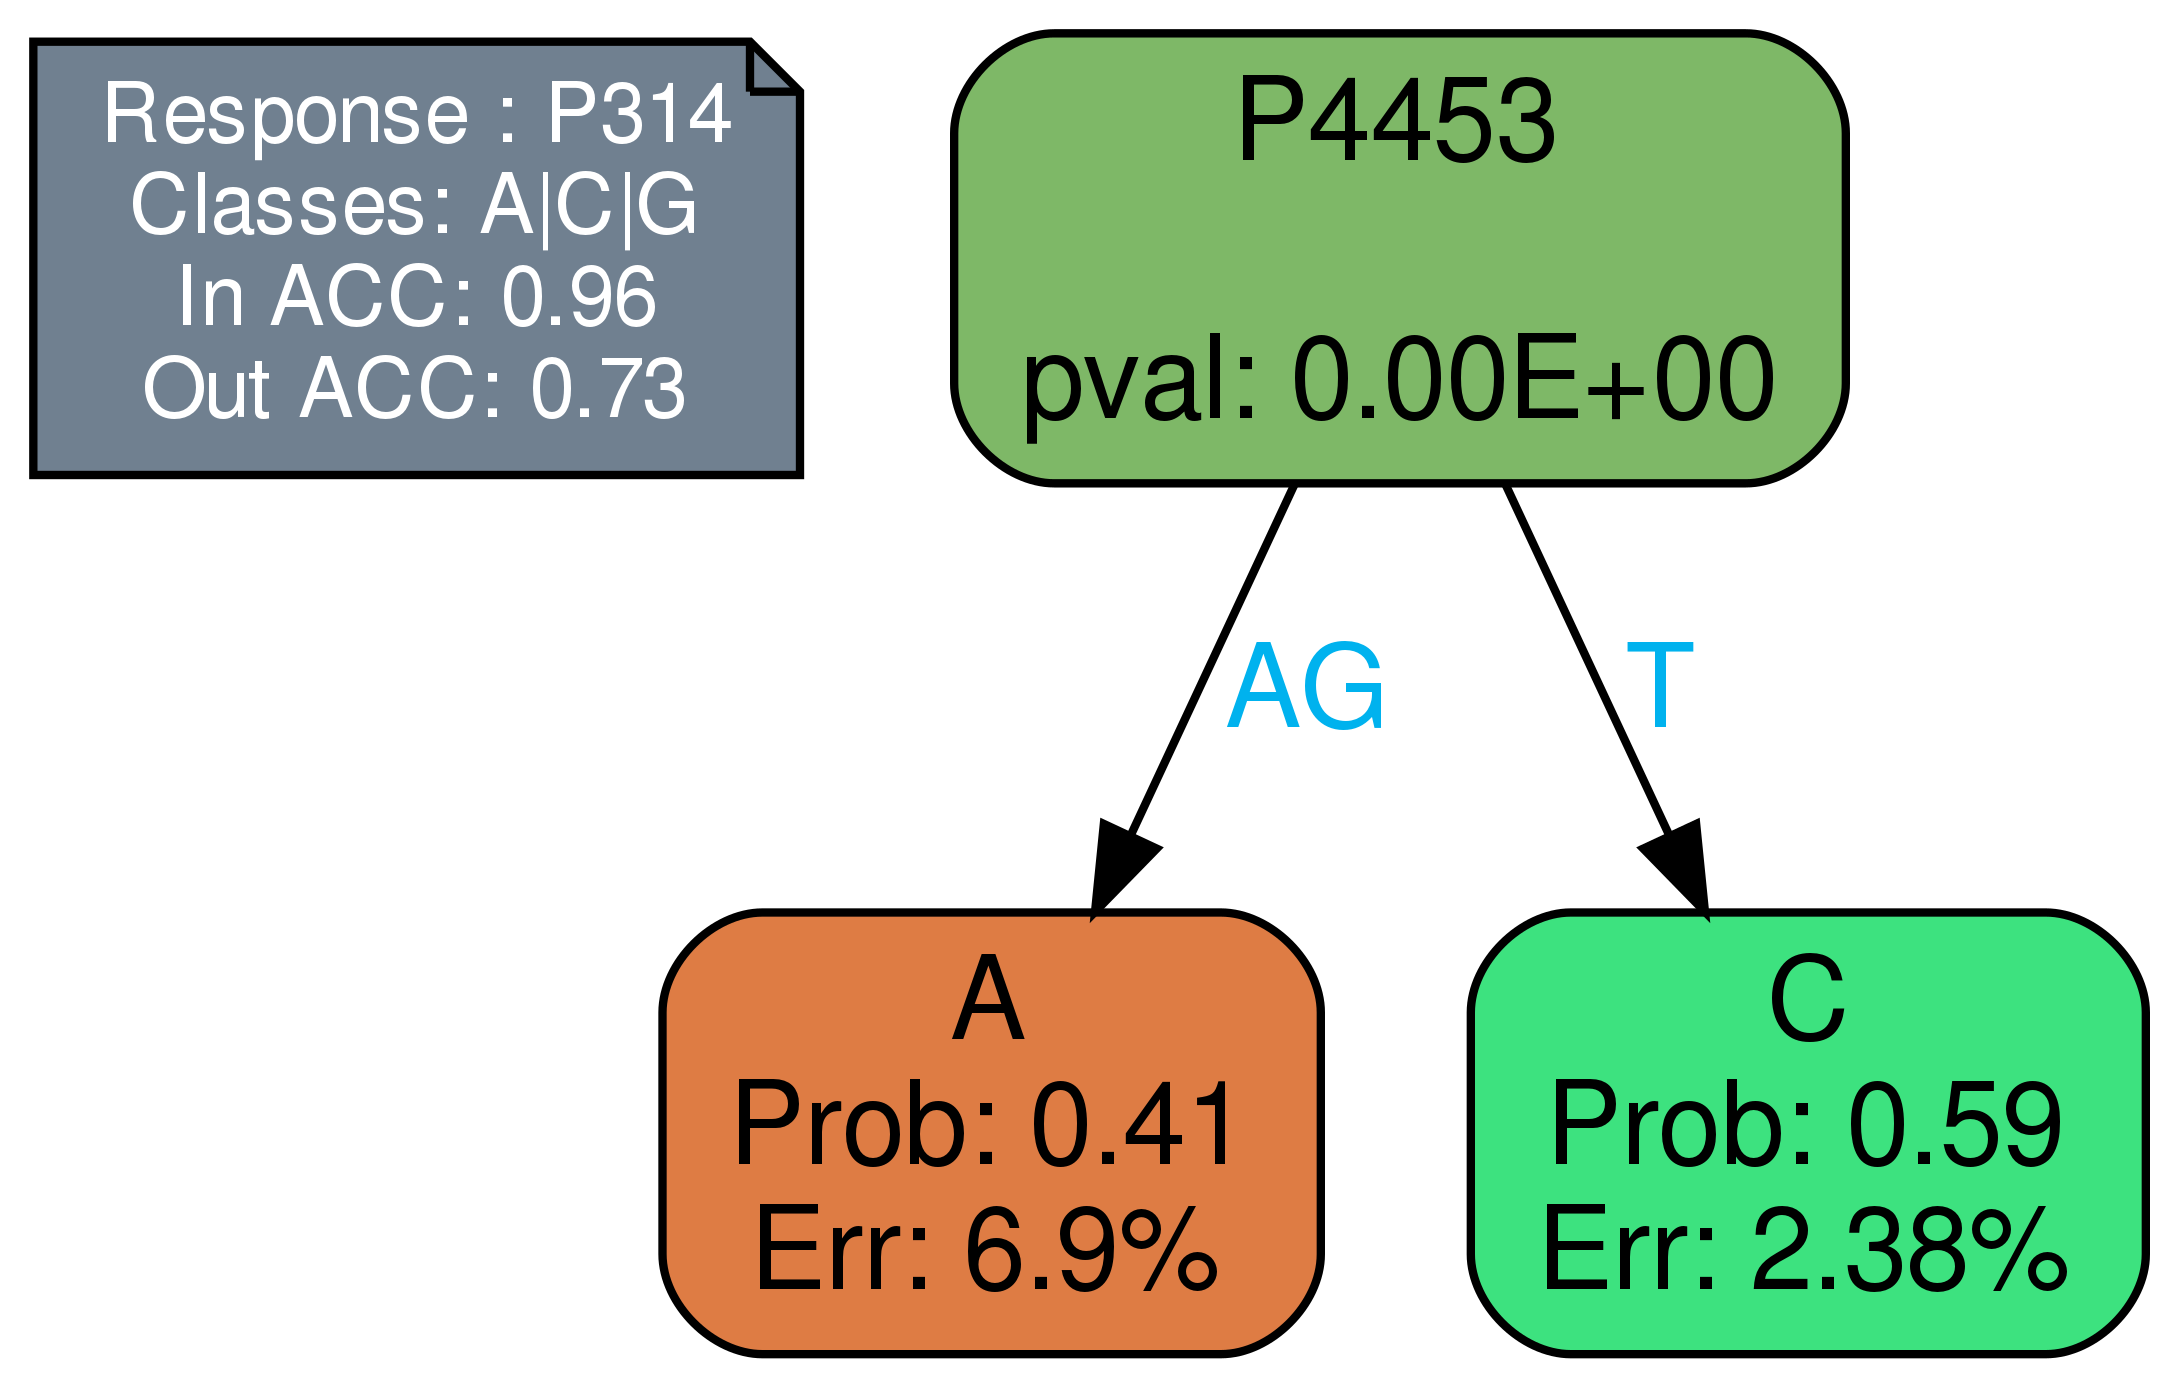 Response : P314
Classes: A|C|G
In ACC: 0.96
Out ACC: 0.73
P4453
pval: 0.00E+00
AG
T
A
Prob: 0.41
Err: 6.9%
C
Prob: 0.59
Err: 2.38%